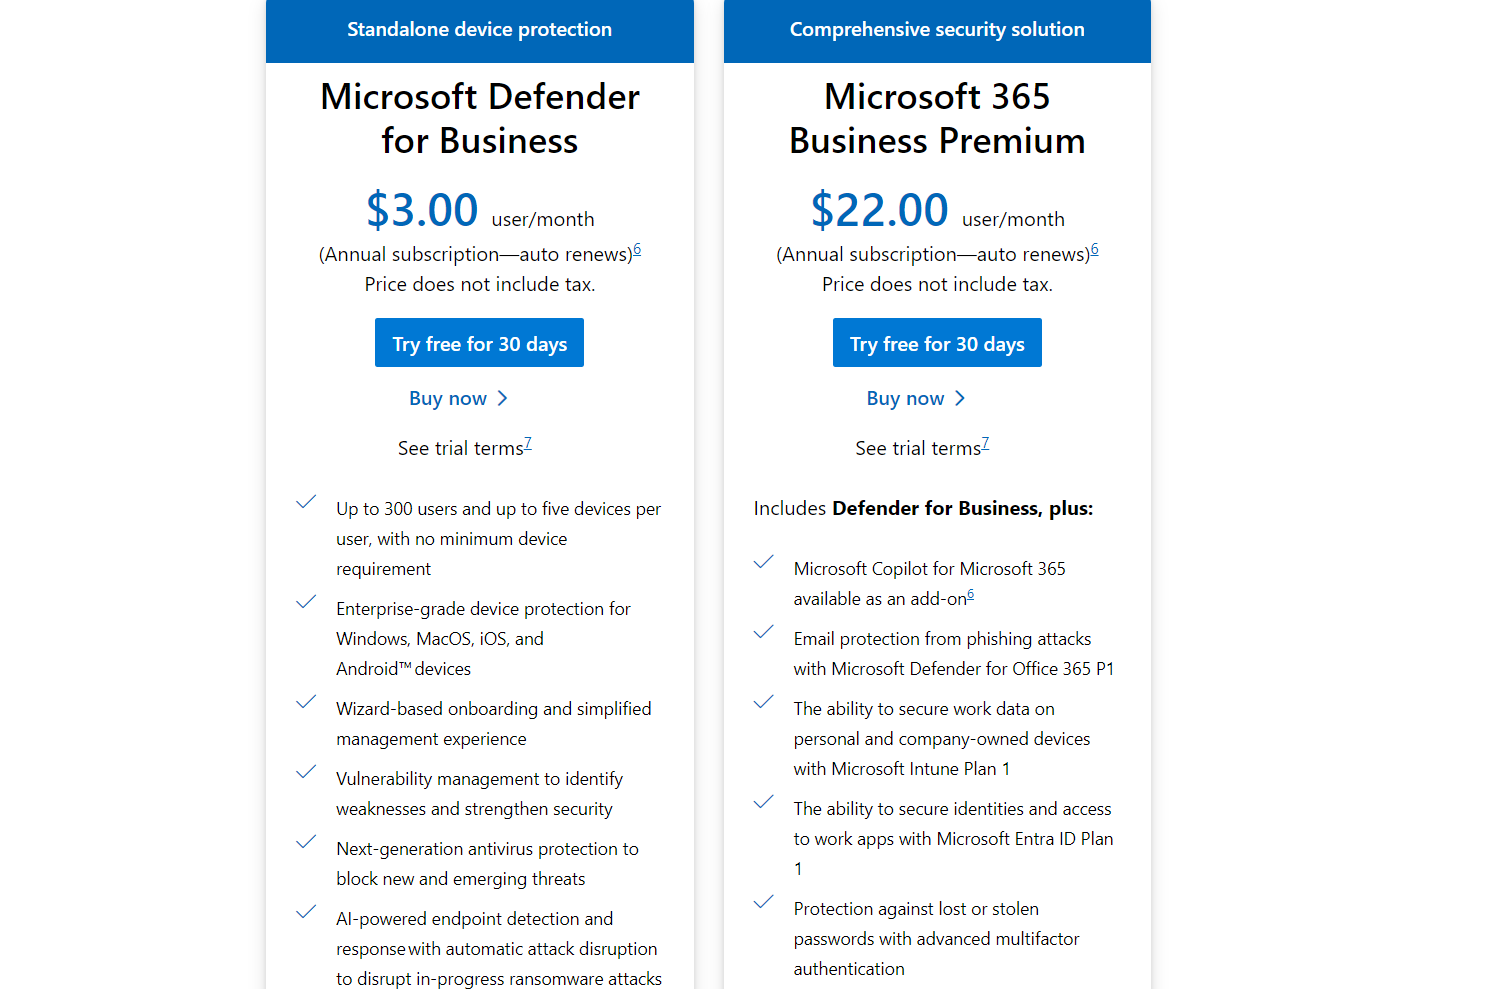 Standalone device protection
Microsoft Defender
for Business
$3.00 user/month
(Annual subscription—auto renews)6
Price does not include tax.
Try free for 30 days
Buy now
See trial terms7
Up to 300 users and up to five devices per
user, with no minimum device
requirement
Enterprise-grade device protection for
Windows, MacOS, iOS, and
Android™ devices
Wizard-based onboarding and simplified
management experience
Vulnerability management to identify
weaknesses and strengthen security
Next-generation antivirus protection to
block new and emerging threats
AI-powered endpoint detection and
response with automatic attack disruption
to disrupt in-progress ransomware attacks
Comprehensive security solution
Microsoft 365
Business Premium
$22.00 user/month
(Annual subscription—auto renews)6
Price does not include tax.
Try free for 30 days
Buy now
See trial terms7
Includes Defender for Business, plus:
Microsoft Copilot for Microsoft 365
available as an add-on6
Email protection from phishing attacks
with Microsoft Defender for Office 365 P1
The ability to secure work data on
personal and company-owned devices
with Microsoft Intune Plan 1
The ability to secure identities and access
to work apps with Microsoft Entra ID Plan
1
Protection against lost or stolen
passwords with advanced multifactor
authentication